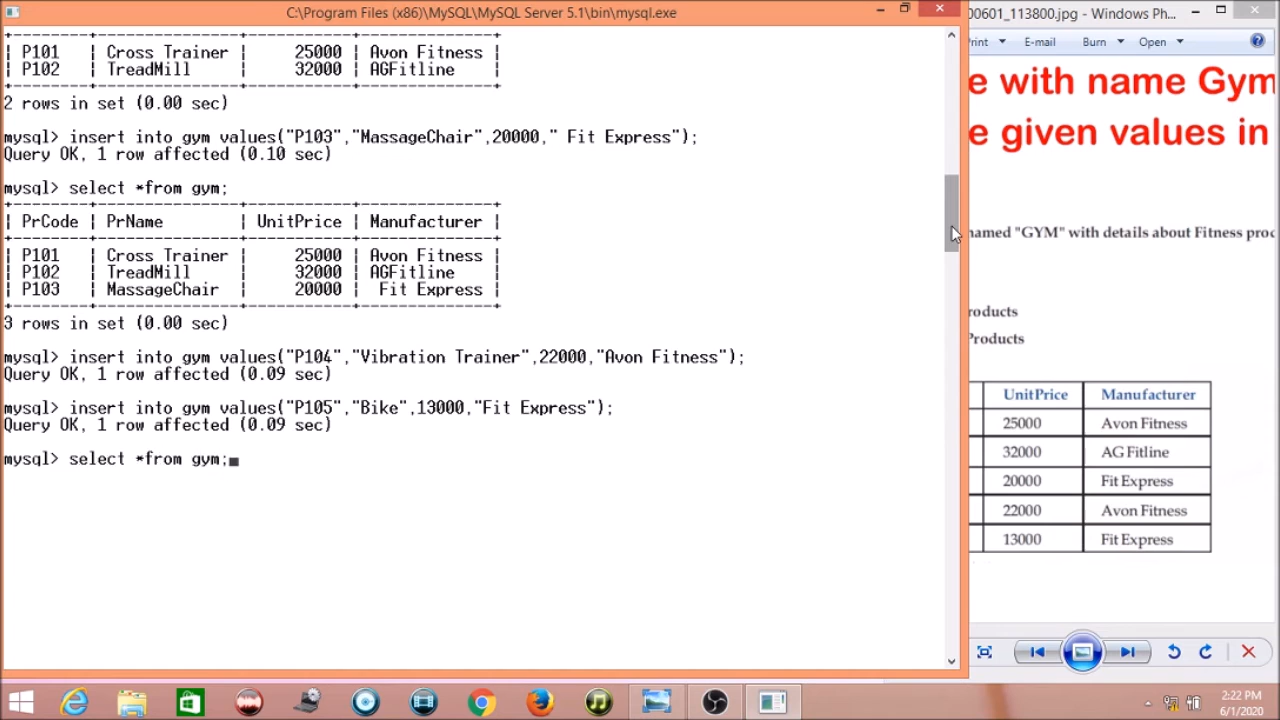 C:\Program Files (x86)\MySQL\MySQL Server 5.1\bin\mysql.exe
+--------+---------------+-----------+--------------+
| P101   | Cross Trainer |     25000 | Avon Fitness |
| P102   | TreadMill     |     32000 | AGFitline    |
+--------+---------------+-----------+--------------+
2 rows in set (0.00 sec)
mysql> insert into gym values("P103","MassageChair",20000," Fit Express");
Query OK, 1 row affected (0.10 sec)
mysql> select *from gym;
+--------+---------------+-----------+--------------+
| PrCode | PrName        | UnitPrice | Manufacturer |
+--------+---------------+-----------+--------------+
| P101   | Cross Trainer |     25000 | Avon Fitness |
| P102   | TreadMill     |     32000 | AGFitline    |
| P103   | MassageChair  |     20000 |  Fit Express |
+--------+---------------+-----------+--------------+
3 rows in set (0.00 sec)
mysql> insert into gym values("P104","Vibration Trainer",22000,"Avon Fitness");
Query OK, 1 row affected (0.09 sec)
mysql> insert into gym values("P105","Bike",13000,"Fit Express");
Query OK, 1 row affected (0.09 sec)
mysql> select *from gym;
00601_113800.jpg - Windows Ph...
Print E-mail Burn Open
e with name Gym
e given values in
named "GYM" with details about Fitness proc
roducts
Products
UnitPrice Manufacturer
25000 Avon Fitness
32000 AG Fitline
20000 Fit Express
22000 Avon Fitness
13000 Fit Express
2:22 PM
6/1/2020